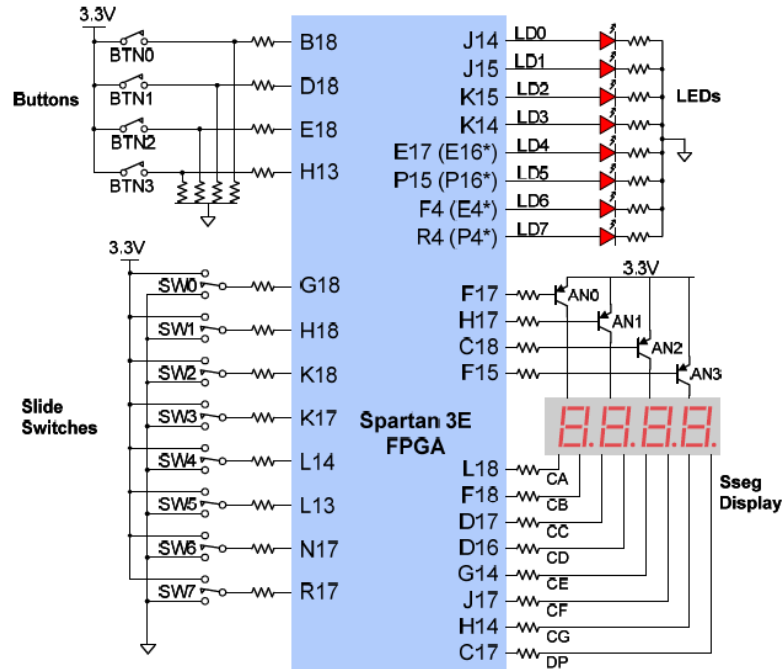 3.3V
BTN0
B18
BTN1
D18
Buttons
BTN2
E18
BTN3
H13
J14 LD0
J15 LD1
K15 LD2
LEDs
K14 LD3
E17 (E16*) LD4
P15 (P16*) LD5
F4 (E4*) LD6
R4 (P4*) LD7
3.3V
SW0
G18
SW1
H18
SW2
K18
Slide
Switches
SW3
K17
SW4
L14
SW5
L13
SW6
N17
SW7
R17
Spartan 3E
FPGA
3.3V
F17
AN0
H17
AN1
C18
AN2
F15
AN3
8.8.8.8.
Sseg
Display
L18
CA
F18
CB
D17
CC
D16
CD
G14
CE
J17
CF
H14
CG
C17
DP